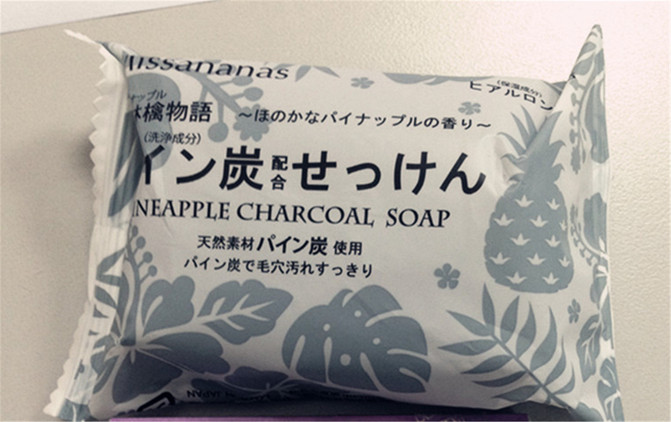 issananas
ナップル
林檎物語
～ほのかなパイナップルの香り～
(保湿成分)
ヒアルロン
(洗浄成分)
イン炭配合せっけん
INEAPPLE CHARCOAL SOAP
天然素材パイン炭 使用
パイン炭で毛穴汚れすっきり